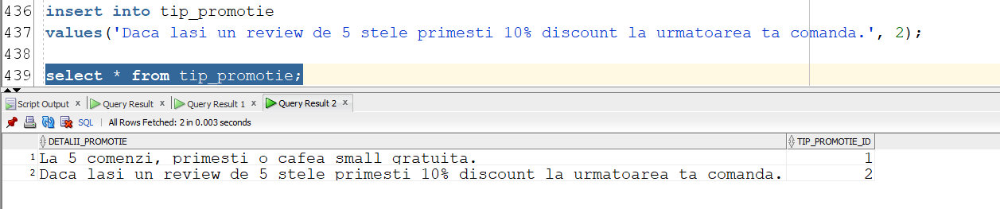 436 insert into tip_promotie
437 values('Daca lasi un review de 5 stele primesti 10% discount la urmatoarea ta comanda.', 2);
438
439 select * from tip_promotie;
Script Output x Query Result x Query Result 1 x Query Result 2 x
SQL | All Rows Fetched: 2 in 0.003 seconds
DETALII_PROMOTIE TIP_PROMOTIE_ID
1 La 5 comenzi, primesti o cafea small gratuita. 1
2 Daca lasi un review de 5 stele primesti 10% discount la urmatoarea ta comanda. 2